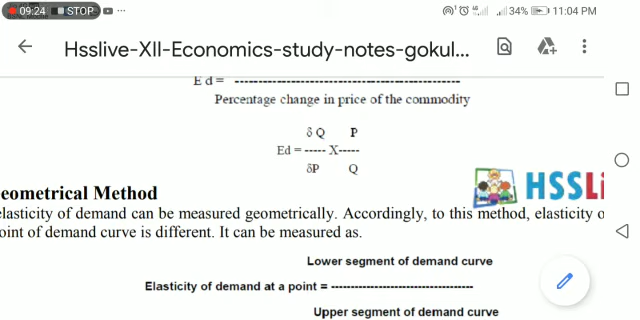 09:24 STOP ... 34% 11:04 PM
Hsslive-XII-Economics-study-notes-gokul...
E d= ------------------------------------------------------------
Percentage change in price of the commodity
δ Q P
Ed = ----- X-----
δP Q
HSSLi
eometrical Method
elasticity of demand can be measured geometrically. Accordingly, to this method, elasticity o
oint of demand curve is different. It can be measured as.
Lower segment of demand curve
Elasticity of demand at a point = -----------------------------------
Upper segment of demand curve